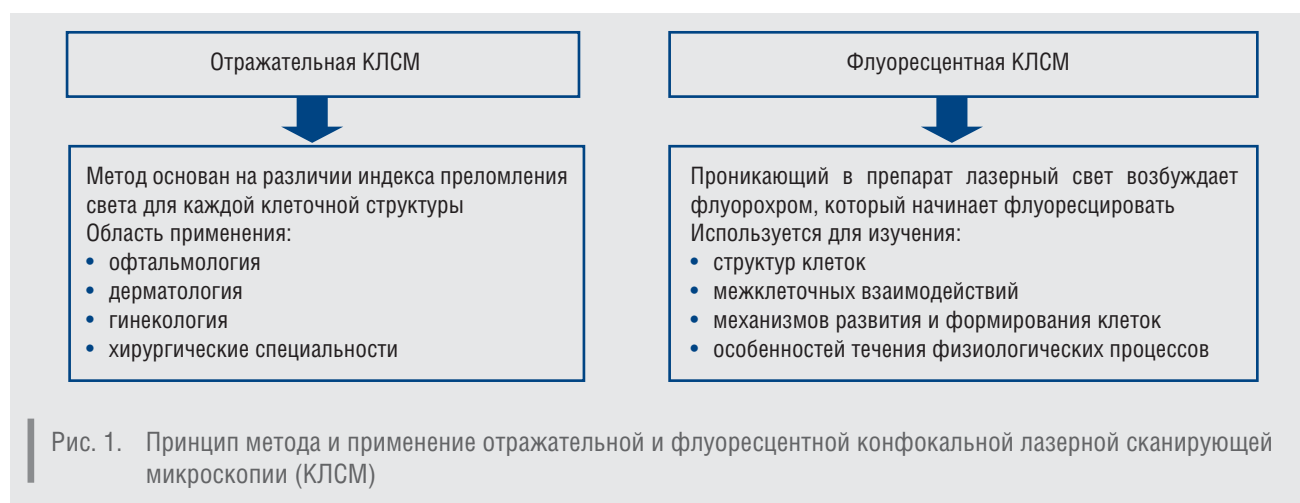 Отражательная КЛСМ
Метод основан на различии индекса преломления
света для каждой клеточной структуры
Область применения:
• офтальмология
• дерматология
• гинекология
• хирургические специальности
Флуоресцентная КЛСМ
Проникающий в препарат лазерный свет возбуждает
флуорохром, который начинает флуоресцировать
Используется для изучения:
• структур клеток
• межклеточных взаимодействий
• механизмов развития и формирования клеток
• особенностей течения физиологических процессов
Рис. 1. Принцип метода и применение отражательной и флуоресцентной конфокальной лазерной сканирующей
микроскопии (КЛСМ)